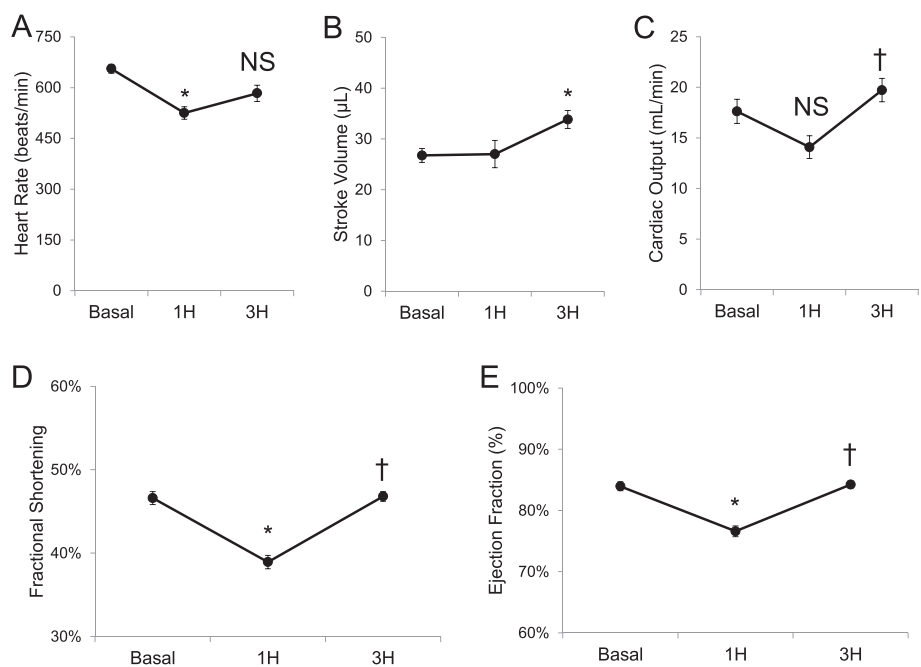 A
Heart Rate (beats/min)
750
600
450
300
150
0
*
NS
Basal 1H 3H
B
Stroke Volume (µL)
50
40
30
20
10
0
*
Basal 1H 3H
C
Cardiac Output (mL/min)
25
20
15
10
5
0
NS
†
Basal 1H 3H
D
Fractional Shortening
60%
50%
40%
30%
*
†
Basal 1H 3H
E
Ejection Fraction (%)
100%
90%
80%
70%
60%
*
†
Basal 1H 3H